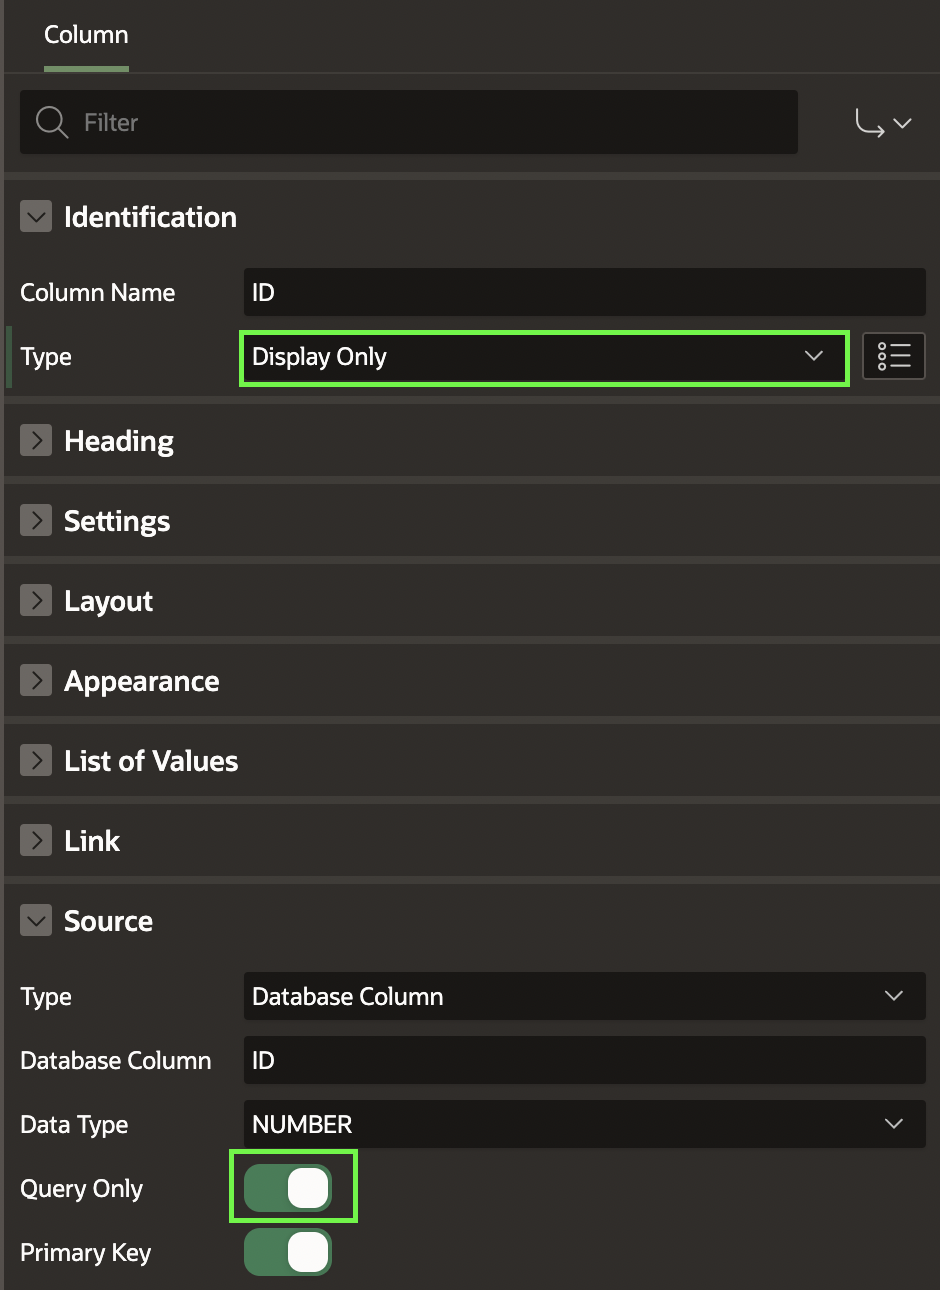 Column
Filter
Identification
Column Name ID
Type Display Only
Heading
Settings
Layout
Appearance
List of Values
Link
Source
Type Database Column
Database Column ID
Data Type NUMBER
Query Only
Primary Key